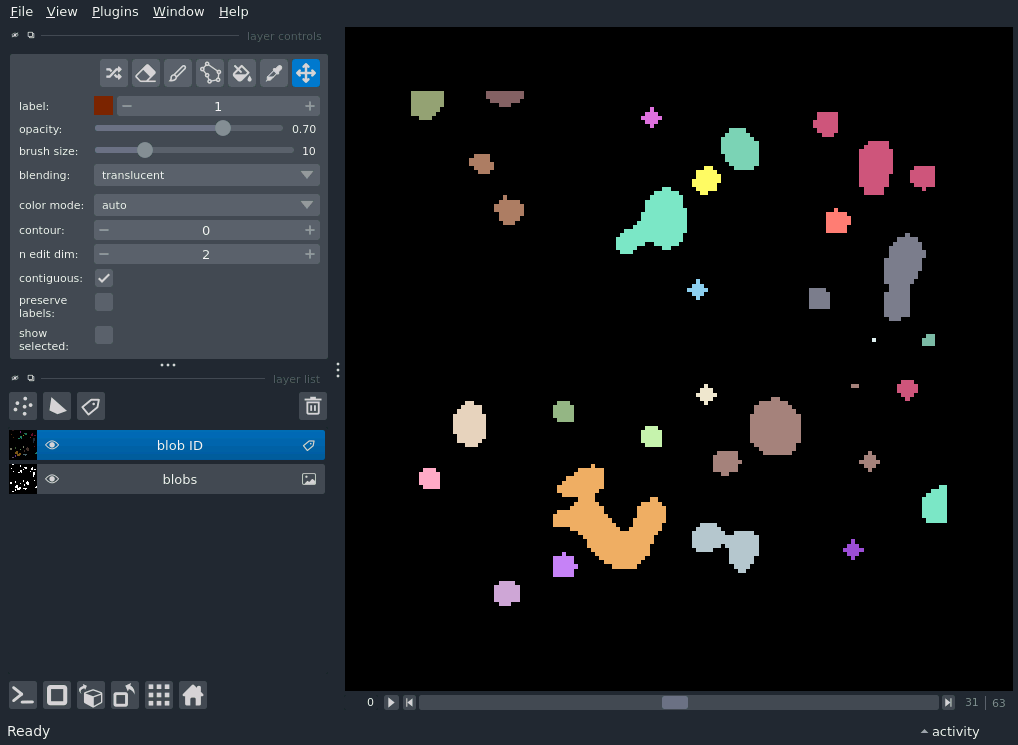 File View Plugins Window Help
layer controls
label: 1
opacity: 0.70
brush size: 10
blending: translucent
color mode: auto
contour: 0
n edit dim: 2
contiguous:
preserve
labels:
show
selected:
layer list
blob ID
blobs
0 31 | 63
Ready activity